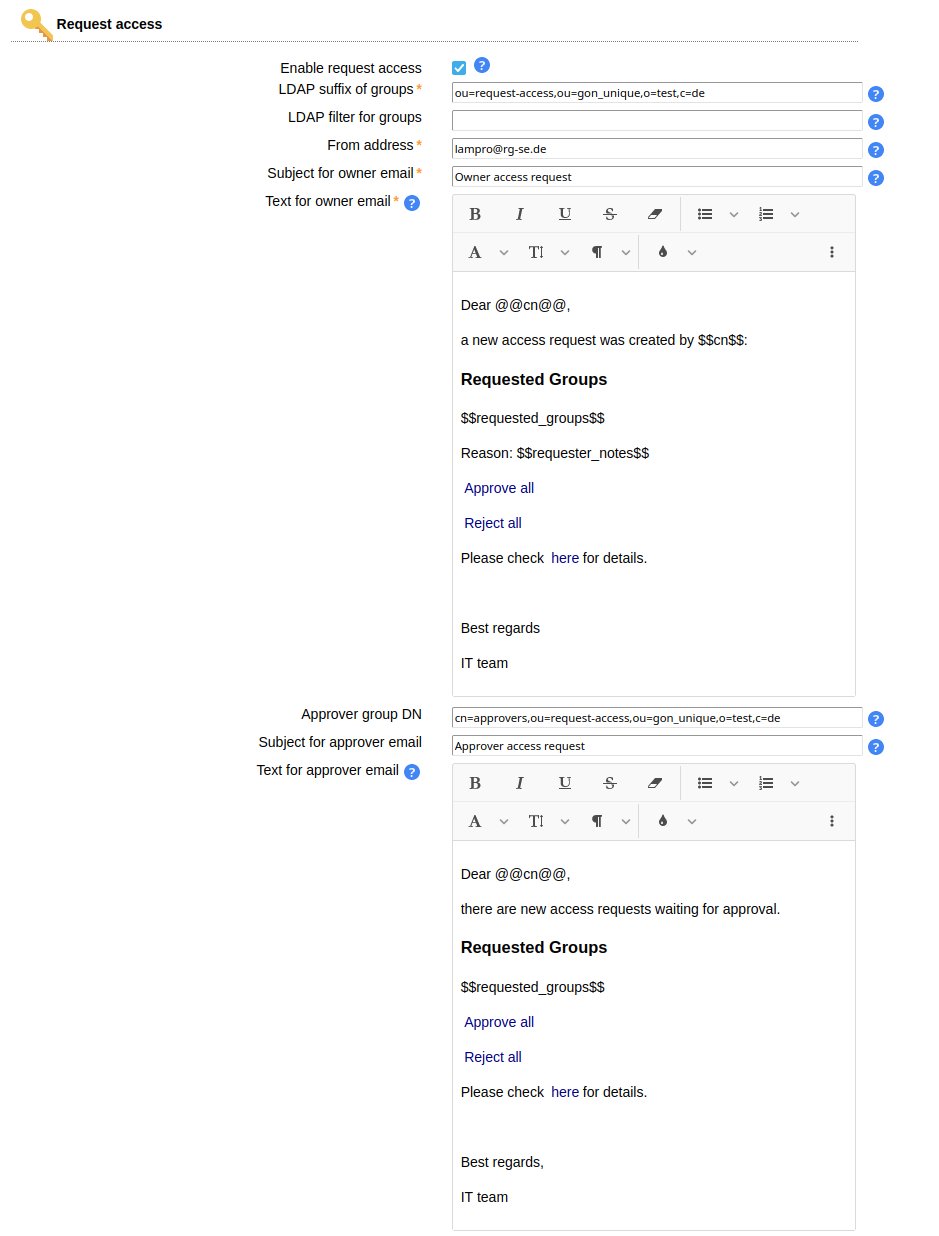 Request access
Enable request access ?
LDAP suffix of groups * ou=request-access,ou=gon_unique,o=test,c=de ?
LDAP filter for groups ?
From address * lampro@rg-se.de ?
Subject for owner email * Owner access request ?
Text for owner email * ?
B I U S
A T ¶
Dear @@cn@@,
a new access request was created by $$cn$$:
Requested Groups
$$requested_groups$$
Reason: $$requester_notes$$
Approve all
Reject all
Please check here for details.
Best regards
IT team
Approver group DN cn=approvers,ou=request-access,ou=gon_unique,o=test,c=de ?
Subject for approver email Approver access request ?
Text for approver email ?
B I U S
A T ¶
Dear @@cn@@,
there are new access requests waiting for approval.
Requested Groups
$$requested_groups$$
Approve all
Reject all
Please check here for details.
Best regards,
IT team